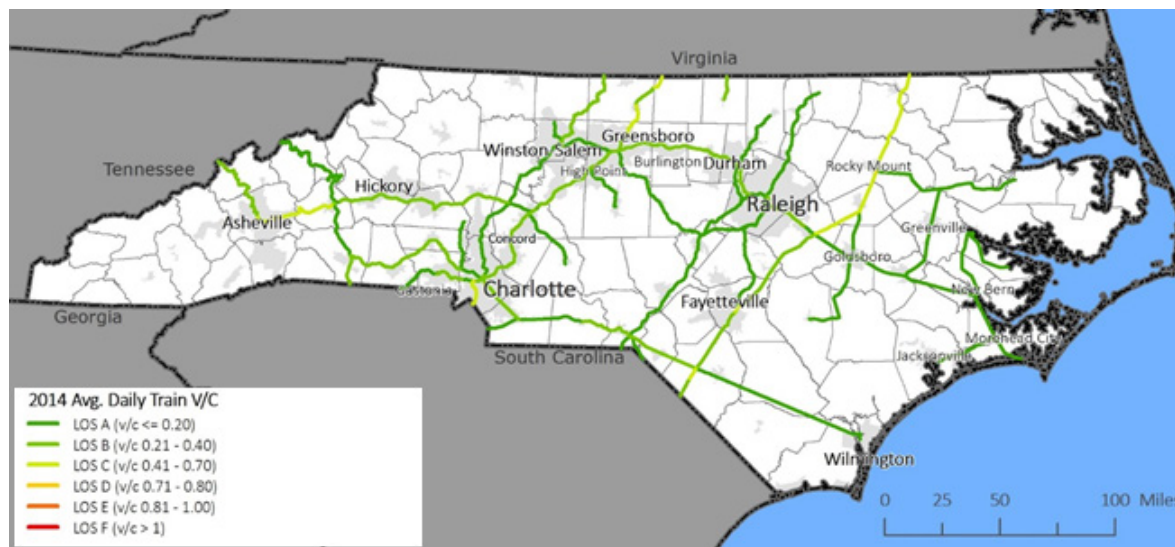 Virginia
Greensboro
Winston Salem
Burlington
Durham
High Point
Rocky Mount
Tennessee
Hickory
Raleigh
Asheville
Greenville
Concord
Goldsboro
Gastonia
Charlotte
Fayetteville
New Bern
Georgia
Morehead City
South Carolina
Jacksonville
Wilmington
2014 Avg. Daily Train V/C
LOS A (v/c <= 0.20)
LOS B (v/c 0.21 - 0.40)
LOS C (v/c 0.41 - 0.70)
LOS D (v/c 0.71 - 0.80)
LOS E (v/c 0.81 - 1.00)
LOS F (v/c > 1)
0 25 50 100 Miles